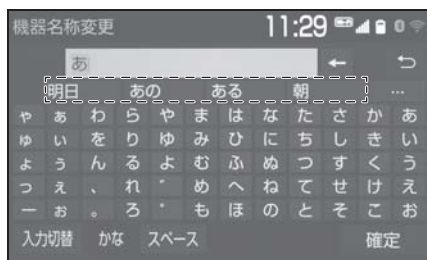 機器名称変更 11:29
あ ←
明日 あの ある 朝 …
ゃ ぁ わ ら や ま は な た さ か あ
ゅ ぃ を り ゆ み ひ に ち し き い
ょ ぅ ん る よ む ふ ぬ つ す く う
っ ぇ 、 れ ゛ め へ ね て せ け え
ー ぉ 。 ろ ゜ も ほ の と そ こ お
入力切替 かな スペース 確定